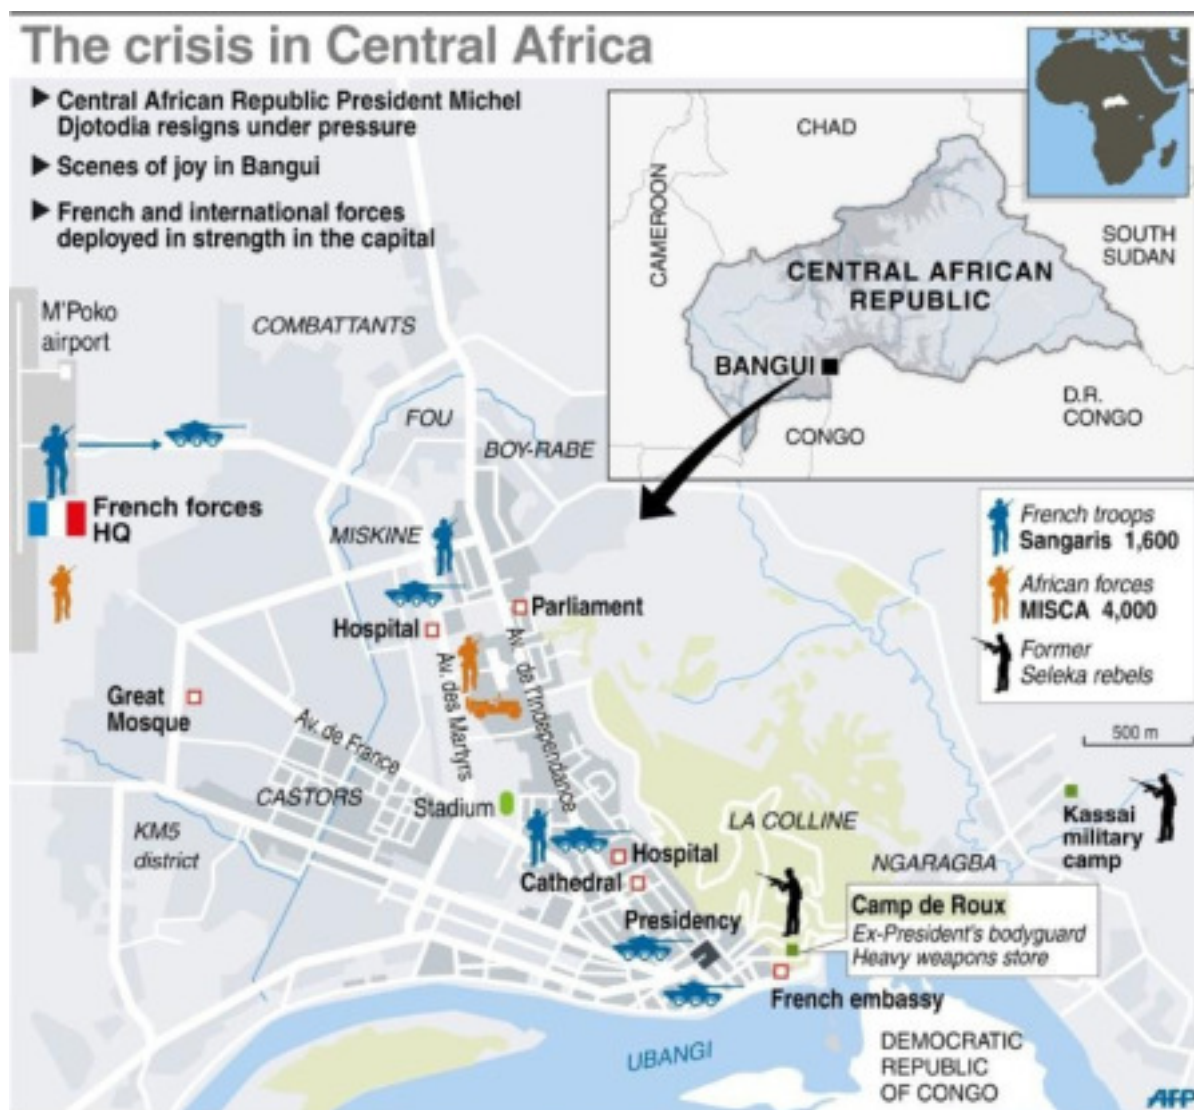 The crisis in Central Africa
Central African Republic President Michel
Djotodia resigns under pressure
Scenes of joy in Bangui
French and international forces
deployed in strength in the capital
CHAD
CAMEROON
SOUTH
SUDAN
CENTRAL AFRICAN
REPUBLIC
BANGUI
D.R.
CONGO
CONGO
M'Poko
airport
COMBATTANTS
FOU
BOY-RABE
French forces
HQ
MISKINE
French troops
Sangaris 1,600
African forces
MISCA 4,000
Former
Seleka rebels
Parliament
Hospital
Av. des Martyrs
Av. de l'Independance
Great
Mosque
Av. de France
500 m
CASTORS
Stadium
KM5
district
LA COLLINE
Kassai
military
camp
Hospital
NGARAGBA
Cathedral
Presidency
Camp de Roux
Ex-President's bodyguard
Heavy weapons store
French embassy
UBANGI
DEMOCRATIC
REPUBLIC
OF CONGO
AFP